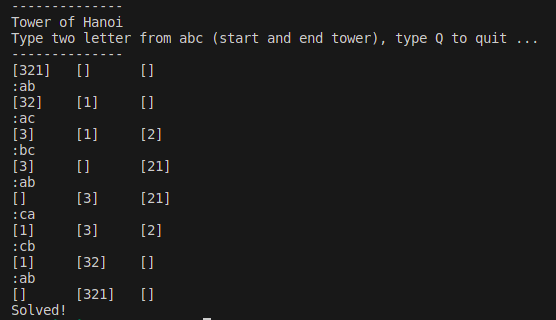 --------------
Tower of Hanoi
Type two letter from abc (start and end tower), type Q to quit ...
--------------
[321]   []      []
:ab
[32]    [1]     []
:ac
[3]     [1]     [2]
:bc
[3]     []      [21]
:ab
[]      [3]     [21]
:ca
[1]     [3]     [2]
:cb
[1]     [32]    []
:ab
[]      [321]   []
Solved!